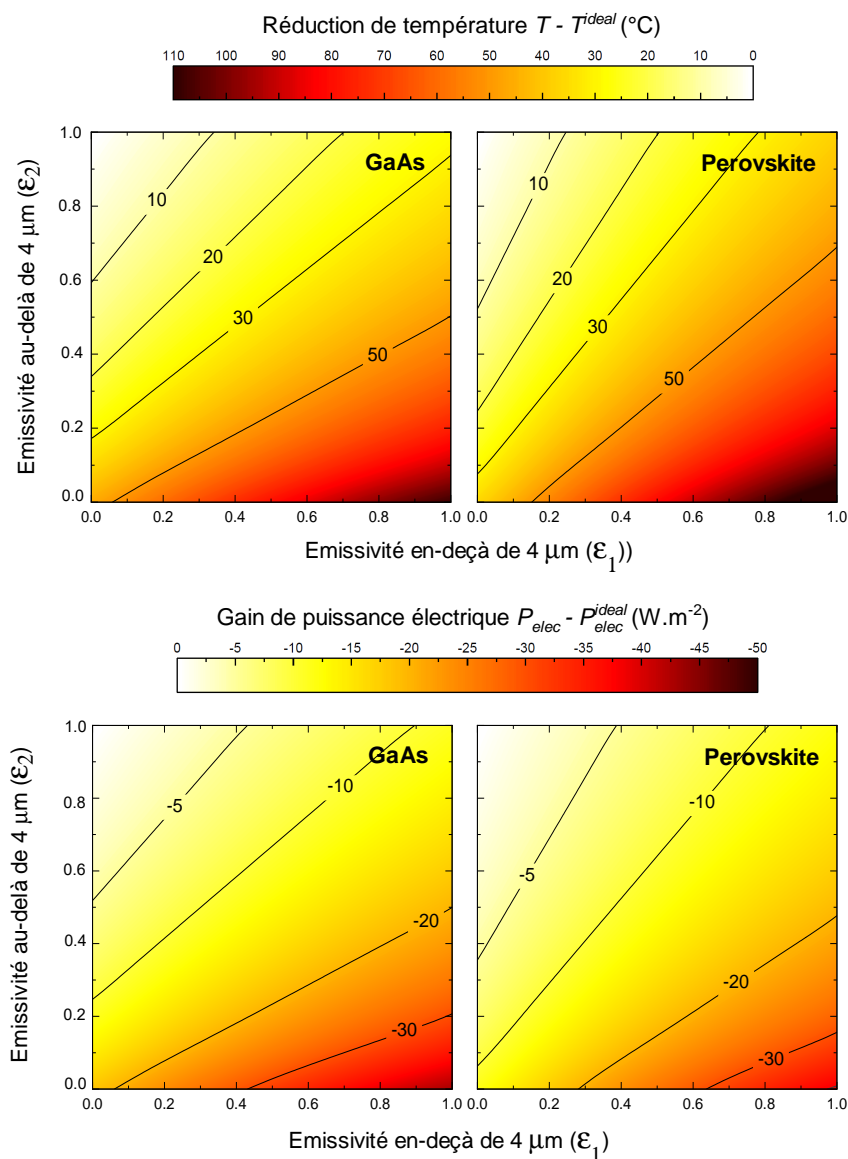 Réduction de température T - T^ideal (°C)
110 100 90 80 70 60 50 40 30 20 10 0
GaAs
10
20
30
50
1.0
0.8
0.6
0.4
0.2
0.0
0.0 0.2 0.4 0.6 0.8 1.0
Emissivité au-delà de 4 μm (ε2)
Perovskite
10
20
30
50
0.0 0.2 0.4 0.6 0.8 1.0
Emissivité en-deçà de 4 μm (ε1))
Gain de puissance électrique Pelec - Pelec^ideal (W.m-2)
0 -5 -10 -15 -20 -25 -30 -35 -40 -45 -50
GaAs
-5
-10
-20
-30
1.0
0.8
0.6
0.4
0.2
0.0
0.0 0.2 0.4 0.6 0.8 1.0
Emissivité au-delà de 4 μm (ε2)
Perovskite
-5
-10
-20
-30
0.0 0.2 0.4 0.6 0.8 1.0
Emissivité en-deçà de 4 μm (ε1)